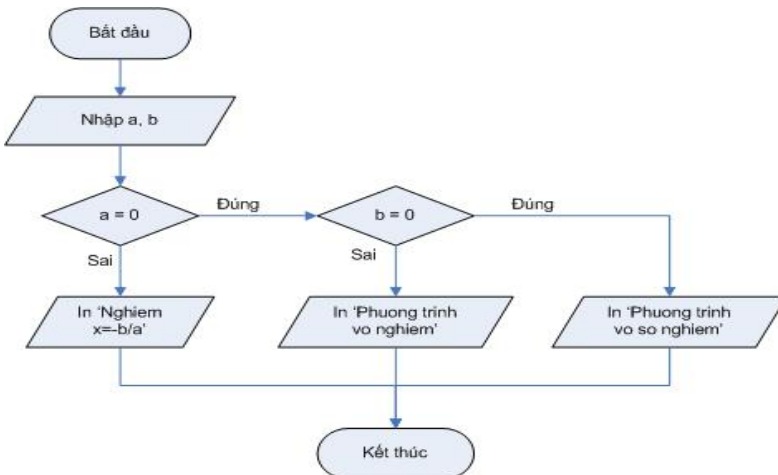 Bắt đầu
Nhập a, b
a = 0
Đúng
b = 0
Đúng
Sai
Sai
In ‘Nghiem
x=-b/a’
In ‘Phuong trinh
vo nghiem’
In ‘Phuong trinh
vo so nghiem’
Kết thúc